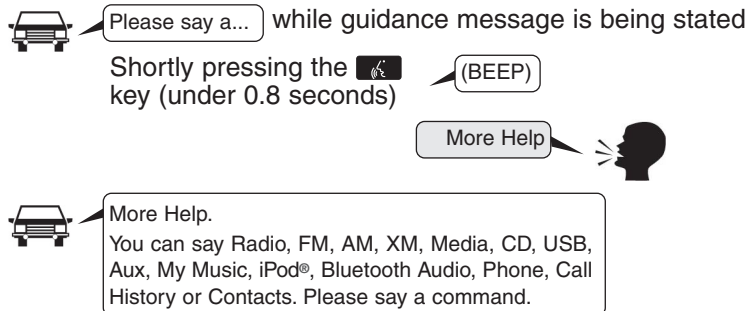 Please say a... while guidance message is being stated
Shortly pressing the
key (under 0.8 seconds)
(BEEP)
More Help
More Help.
You can say Radio, FM, AM, XM, Media, CD, USB,
Aux, My Music, iPod®, Bluetooth Audio, Phone, Call
History or Contacts. Please say a command.